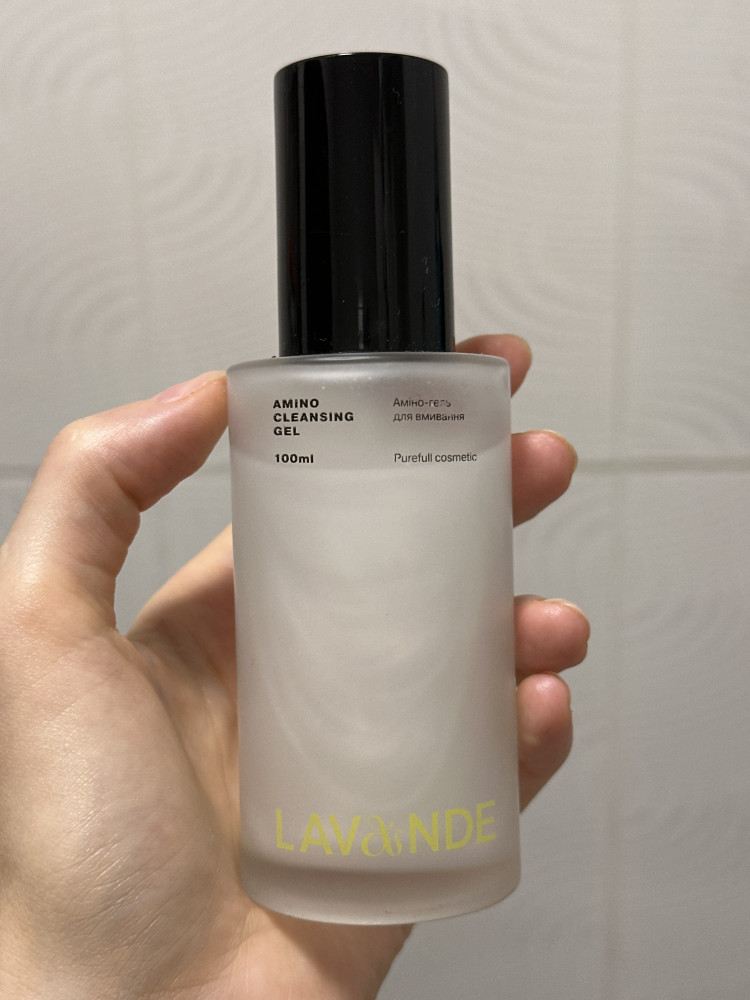 AMINO
CLEANSING
GEL
100ml
Аміно-гель
для вмивання
Purefull cosmetic
LAV&NDE